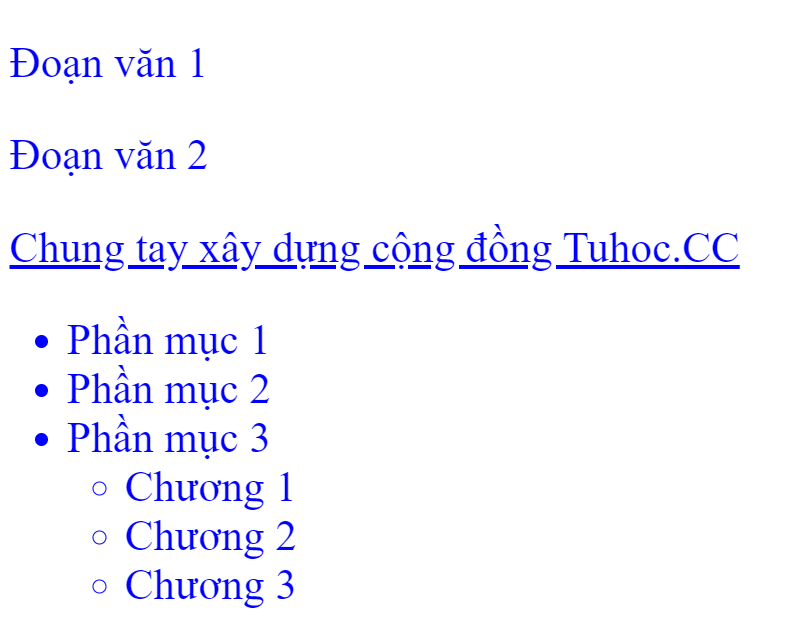 Đoạn văn 1
Đoạn văn 2
Chung tay xây dựng cộng đồng Tuhoc.CC
Phần mục 1
Phần mục 2
Phần mục 3
Chương 1
Chương 2
Chương 3